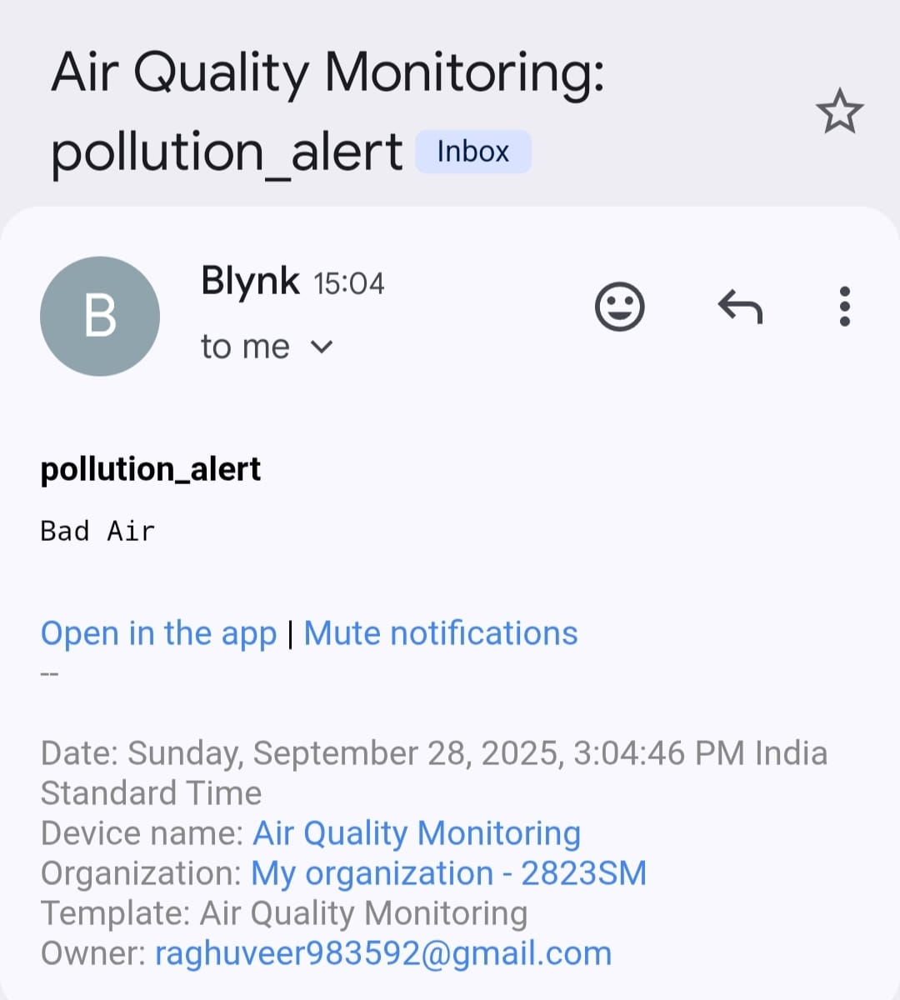 Air Quality Monitoring:
pollution_alert Inbox
B
Blynk 15:04
to me
pollution_alert
Bad Air
Open in the app | Mute notifications
--
Date: Sunday, September 28, 2025, 3:04:46 PM India
Standard Time
Device name: Air Quality Monitoring
Organization: My organization - 2823SM
Template: Air Quality Monitoring
Owner: raghuveer983592@gmail.com